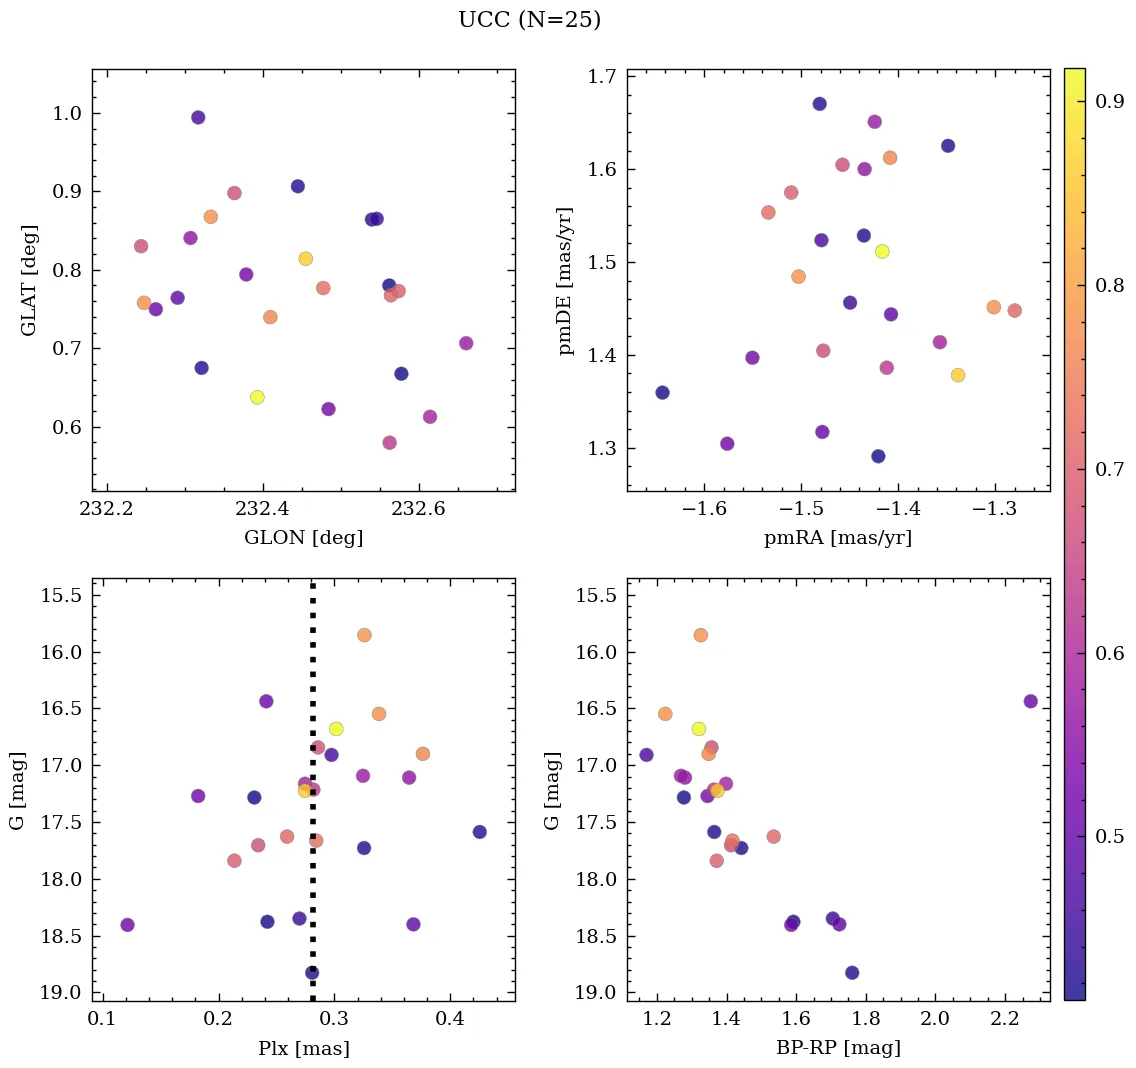 UCC (N=25)
1.0
0.9
0.8
0.7
0.6
GLAT [deg]
232.2 232.4 232.6
GLON [deg]
1.7
1.6
1.5
1.4
1.3
pmDE [mas/yr]
−1.6 −1.5 −1.4 −1.3
pmRA [mas/yr]
0.9
0.8
0.7
0.6
0.5
15.5
16.0
16.5
17.0
17.5
18.0
18.5
19.0
G [mag]
0.1 0.2 0.3 0.4
Plx [mas]
15.5
16.0
16.5
17.0
17.5
18.0
18.5
19.0
G [mag]
1.2 1.4 1.6 1.8 2.0 2.2
BP-RP [mag]